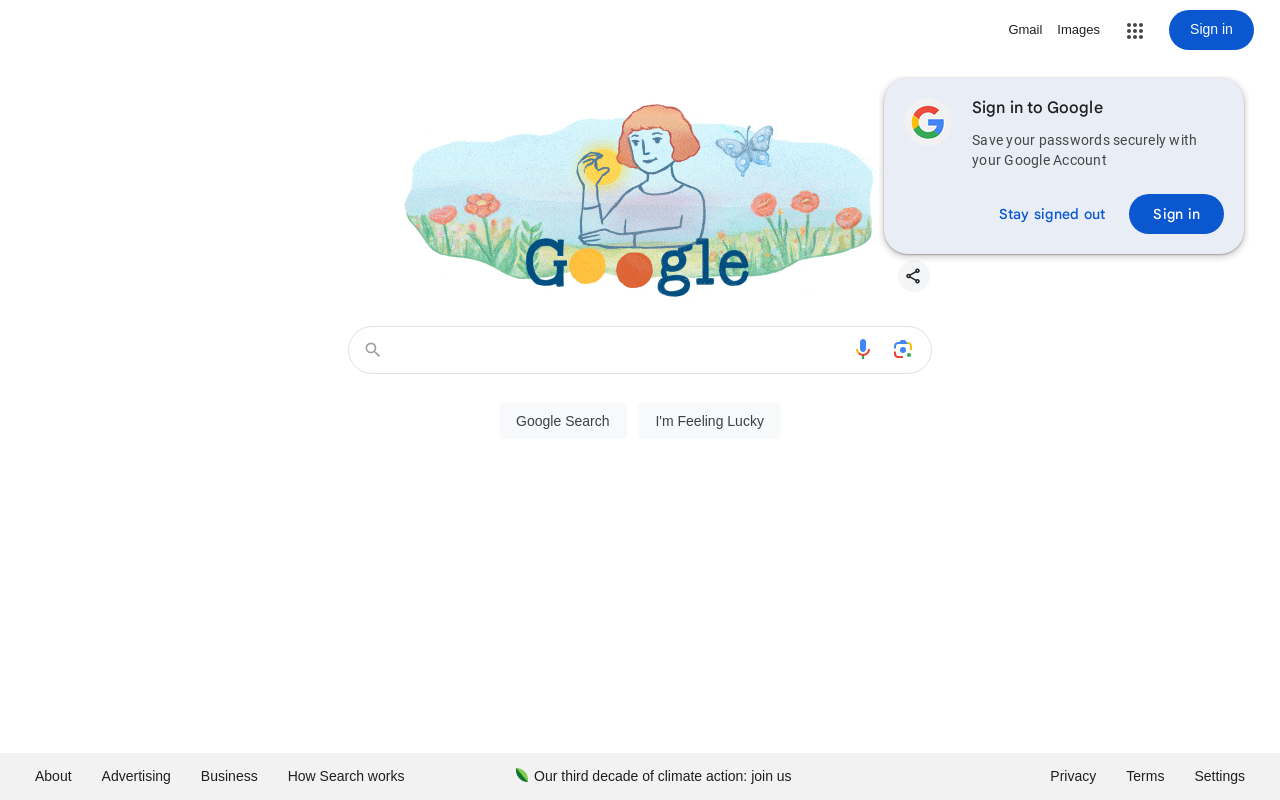 Gmail Images Sign in
Sign in to Google
Save your passwords securely with
your Google Account
Stay signed out Sign in
Google
Google Search I'm Feeling Lucky
About Advertising Business How Search works Our third decade of climate action: join us Privacy Terms Settings